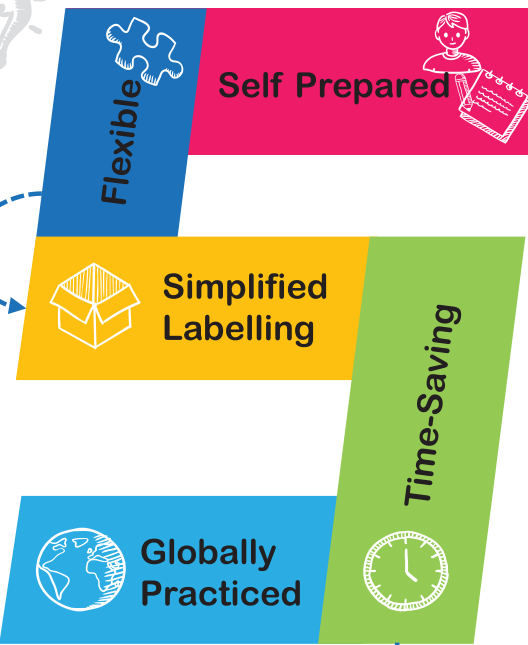 Flexible
Self Prepared
Simplified
Labelling
Time-Saving
Globally
Practiced